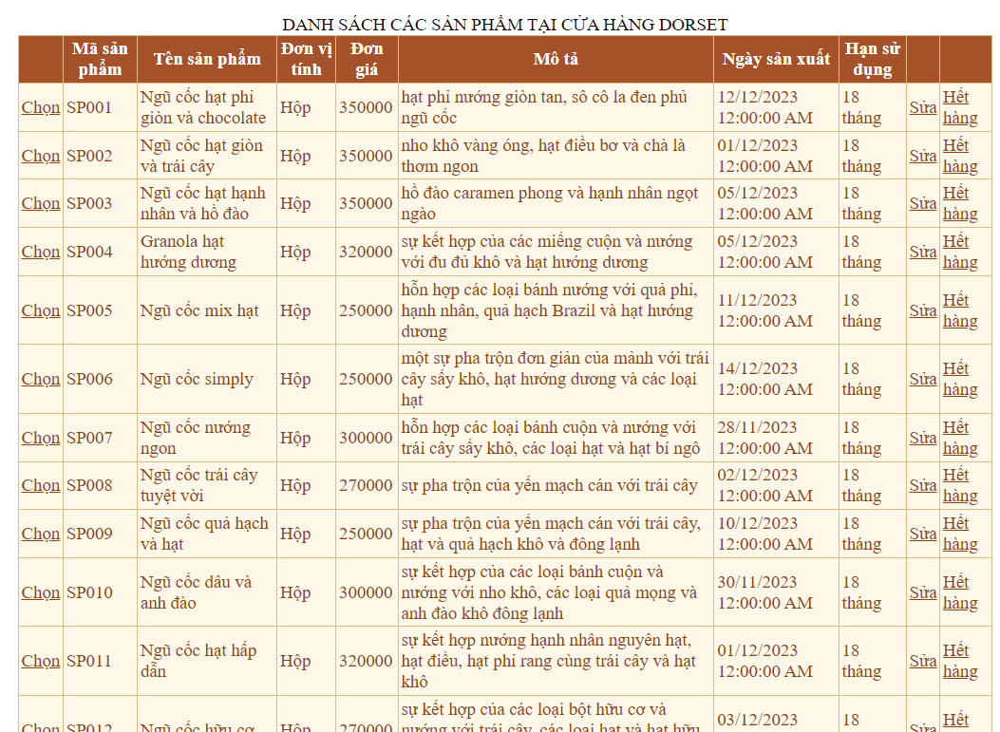 DANH SÁCH CÁC SẢN PHẨM TẠI CỬA HÀNG DORSET
Mã sản phẩm Tên sản phẩm Đơn vị tính Đơn giá Mô tả Ngày sản xuất Hạn sử dụng
Chọn SP001 Ngũ cốc hạt phỉ giòn và chocolate Hộp 350000 hạt phỉ nướng giòn tan, sô cô la đen phủ ngũ cốc 12/12/2023 12:00:00 AM 18 tháng Sửa Hết hàng
Chọn SP002 Ngũ cốc hạt giòn và trái cây Hộp 350000 nho khô vàng óng, hạt điều bơ và chà là thơm ngon 01/12/2023 12:00:00 AM 18 tháng Sửa Hết hàng
Chọn SP003 Ngũ cốc hạt hạnh nhân và hồ đào Hộp 350000 hồ đào caramen phong và hạnh nhân ngọt ngào 05/12/2023 12:00:00 AM 18 tháng Sửa Hết hàng
Chọn SP004 Granola hạt hướng dương Hộp 320000 sự kết hợp của các miếng cuộn và nướng với đu đủ khô và hạt hướng dương 05/12/2023 12:00:00 AM 18 tháng Sửa Hết hàng
Chọn SP005 Ngũ cốc mix hạt Hộp 250000 hỗn hợp các loại bánh nướng với quả phỉ, hạnh nhân, quả hạch Brazil và hạt hướng dương 11/12/2023 12:00:00 AM 18 tháng Sửa Hết hàng
Chọn SP006 Ngũ cốc simply Hộp 250000 một sự pha trộn đơn giản của mảnh với trái cây sấy khô, hạt hướng dương và các loại hạt 14/12/2023 12:00:00 AM 18 tháng Sửa Hết hàng
Chọn SP007 Ngũ cốc nướng ngon Hộp 300000 hỗn hợp các loại bánh cuộn và nướng với trái cây sấy khô, các loại hạt và hạt bí ngô 28/11/2023 12:00:00 AM 18 tháng Sửa Hết hàng
Chọn SP008 Ngũ cốc trái cây tuyệt vời Hộp 270000 sự pha trộn của yến mạch cán với trái cây 02/12/2023 12:00:00 AM 18 tháng Sửa Hết hàng
Chọn SP009 Ngũ cốc quả hạch và hạt Hộp 250000 sự pha trộn của yến mạch cán với trái cây, hạt và quả hạch khô và đông lạnh 10/12/2023 12:00:00 AM 18 tháng Sửa Hết hàng
Chọn SP010 Ngũ cốc dâu và anh đào Hộp 300000 sự kết hợp của các loại bánh cuộn và nướng với nho khô, các loại quả mọng và anh đào khô đông lạnh 30/11/2023 12:00:00 AM 18 tháng Sửa Hết hàng
Chọn SP011 Ngũ cốc hạt hấp dẫn Hộp 320000 sự kết hợp nướng hạnh nhân nguyên hạt, hạt điều, hạt phỉ rang cùng trái cây và hạt khô 01/12/2023 12:00:00 AM 18 tháng Sửa Hết hàng
Chọn SP012 Ngũ cốc hữu cơ Hộp 270000 sự kết hợp của các loại bột hữu cơ và nướng với trái cây, các loại hạt và hạt hữu 03/12/2023 18 Sửa Hết